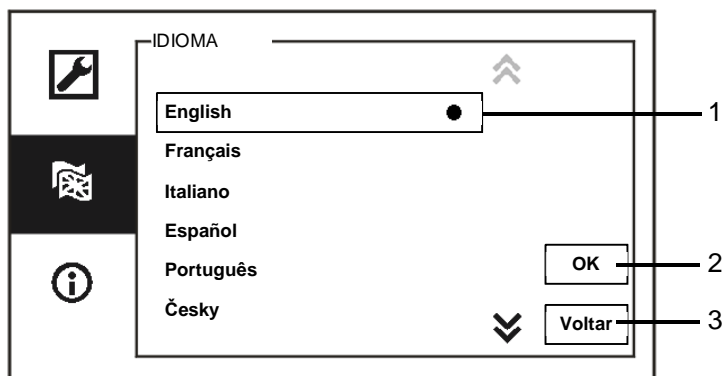 IDIOMA
English
1
Français
Italiano
Español
Português
OK
2
Česky
Voltar
3